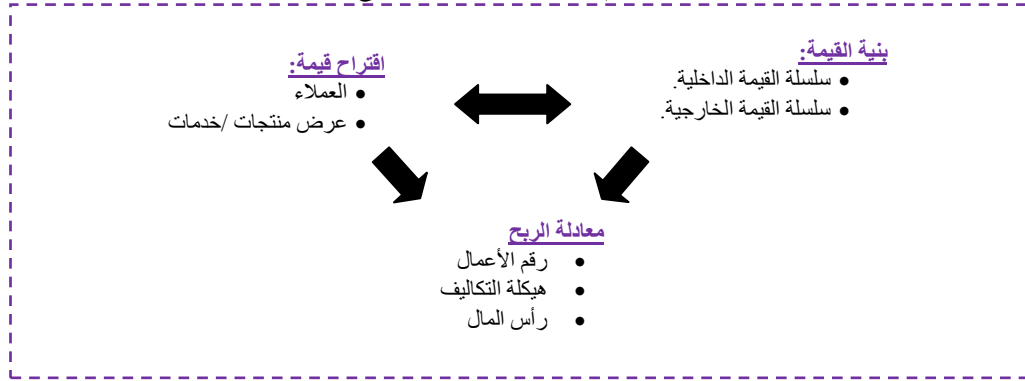 بنية القيمة:
• سلسلة القيمة الداخلية.
• سلسلة القيمة الخارجية.
اقتراح قيمة:
• العملاء
• عرض منتجات /خدمات
معادلة الربح
• رقم الأعمال
• هيكلة التكاليف
• رأس المال